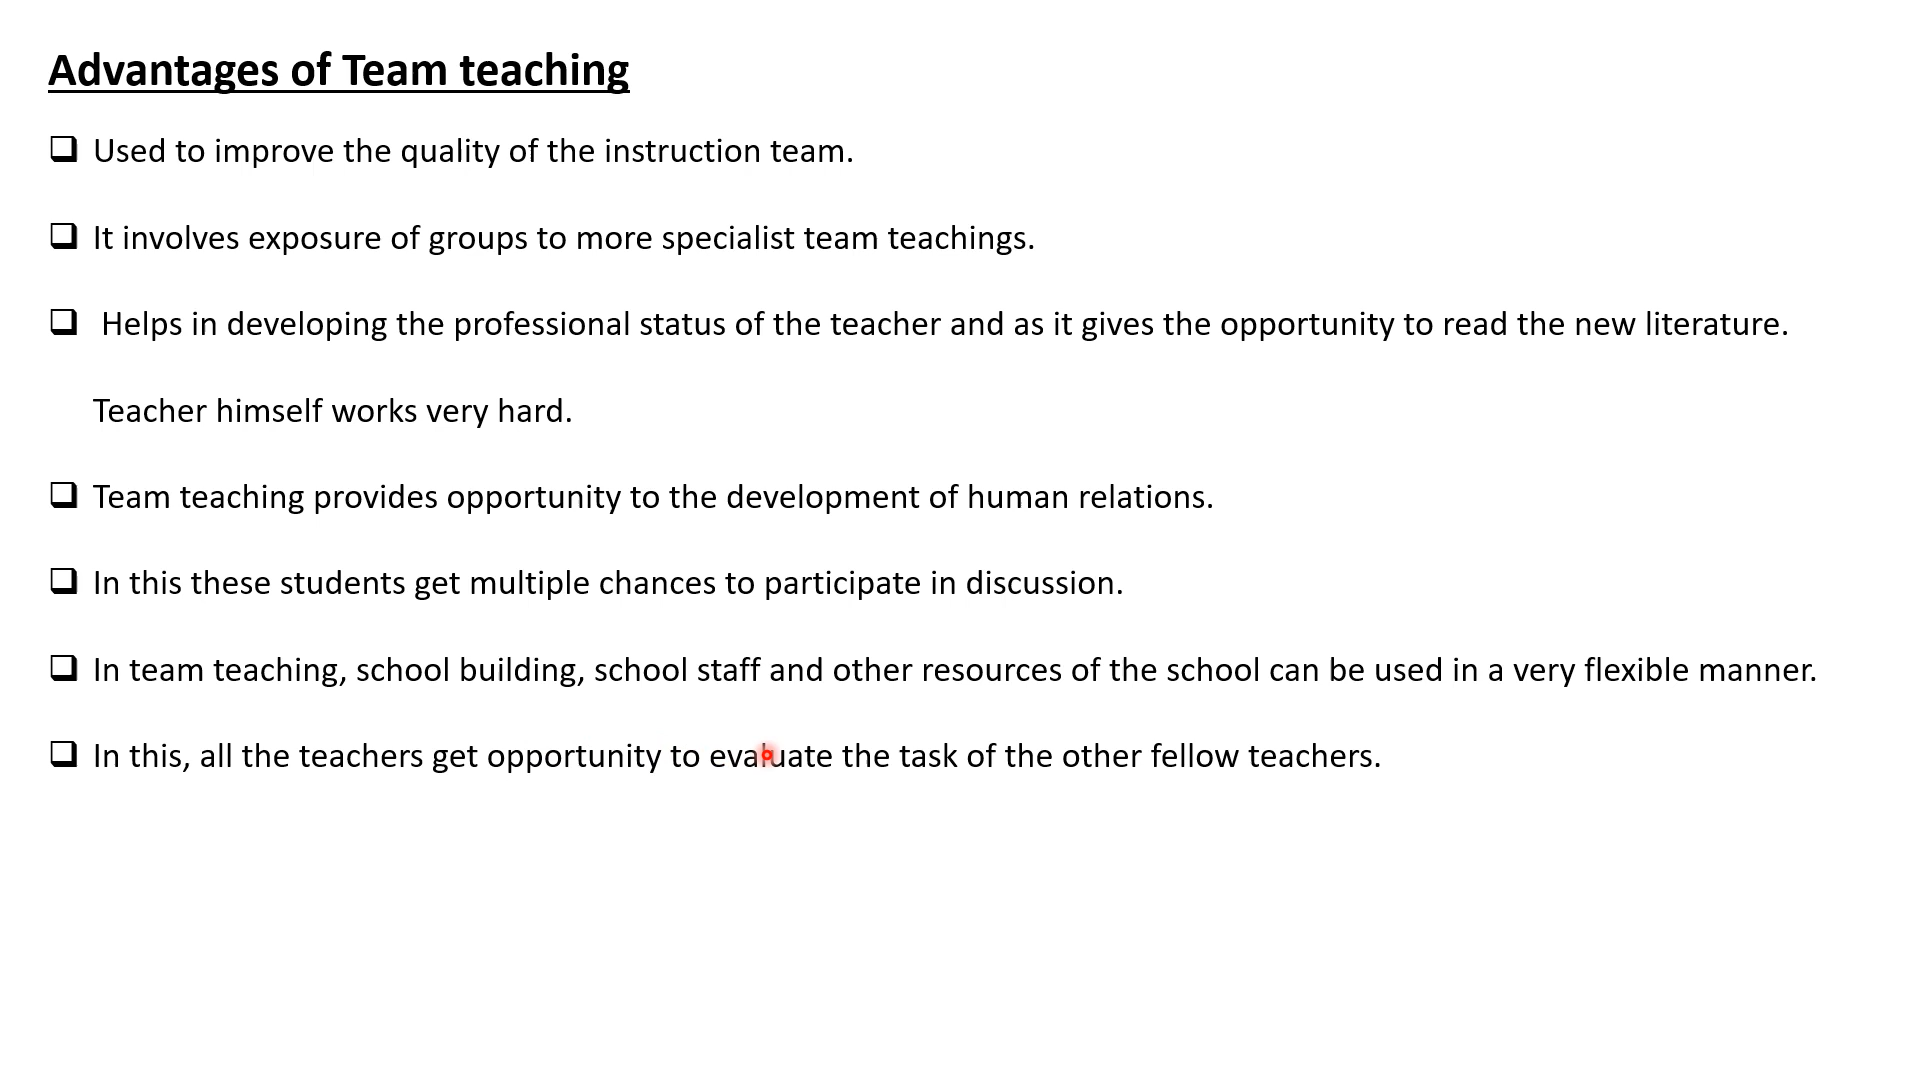 Advantages of Team teaching
Used to improve the quality of the instruction team.
It involves exposure of groups to more specialist team teachings.
Helps in developing the professional status of the teacher and as it gives the opportunity to read the new literature.
Teacher himself works very hard.
Team teaching provides opportunity to the development of human relations.
In this these students get multiple chances to participate in discussion.
In team teaching, school building, school staff and other resources of the school can be used in a very flexible manner.
In this, all the teachers get opportunity to evaluate the task of the other fellow teachers.